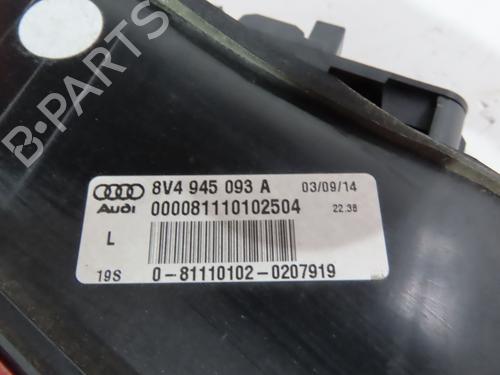 B-PARTS
8V4 945 093 A 03/09/14
Audi 000081110102504 22:38
L
19S 0-81110102-0207919